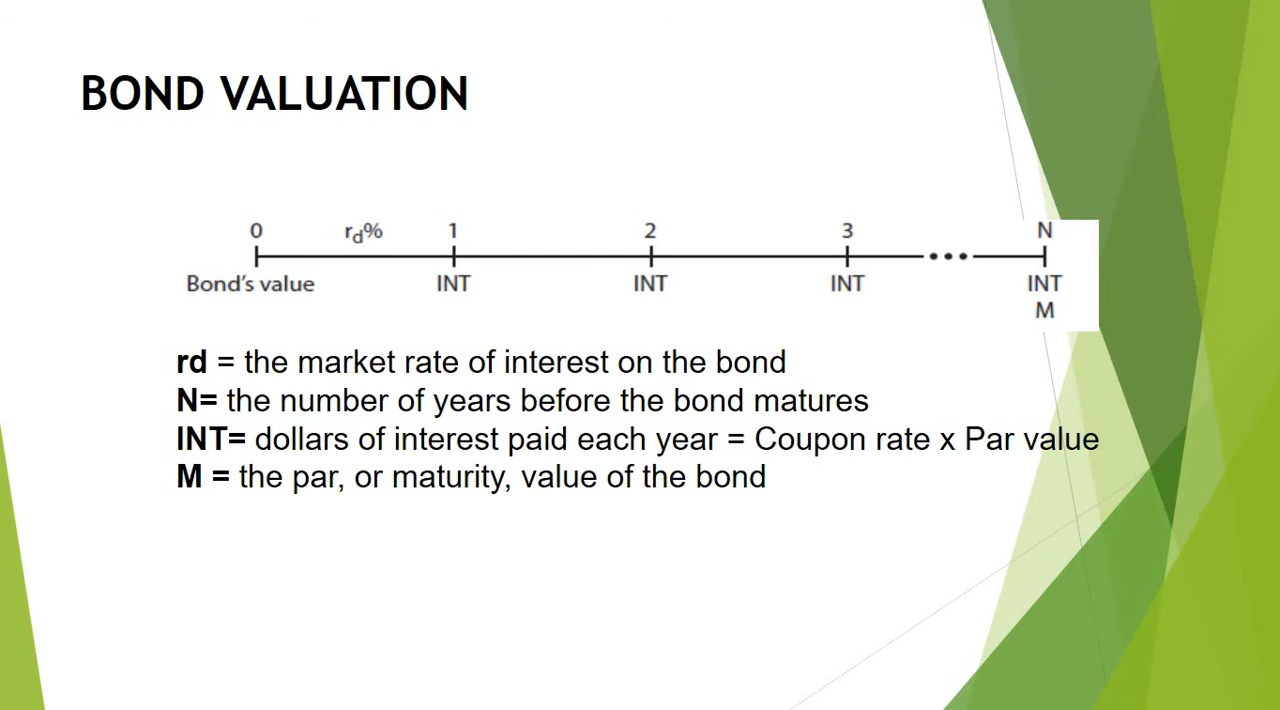 BOND VALUATION
0 rd% 1 2 3 N
Bond's value INT INT INT INT
M
rd = the market rate of interest on the bond
N= the number of years before the bond matures
INT= dollars of interest paid each year = Coupon rate x Par value
M = the par, or maturity, value of the bond